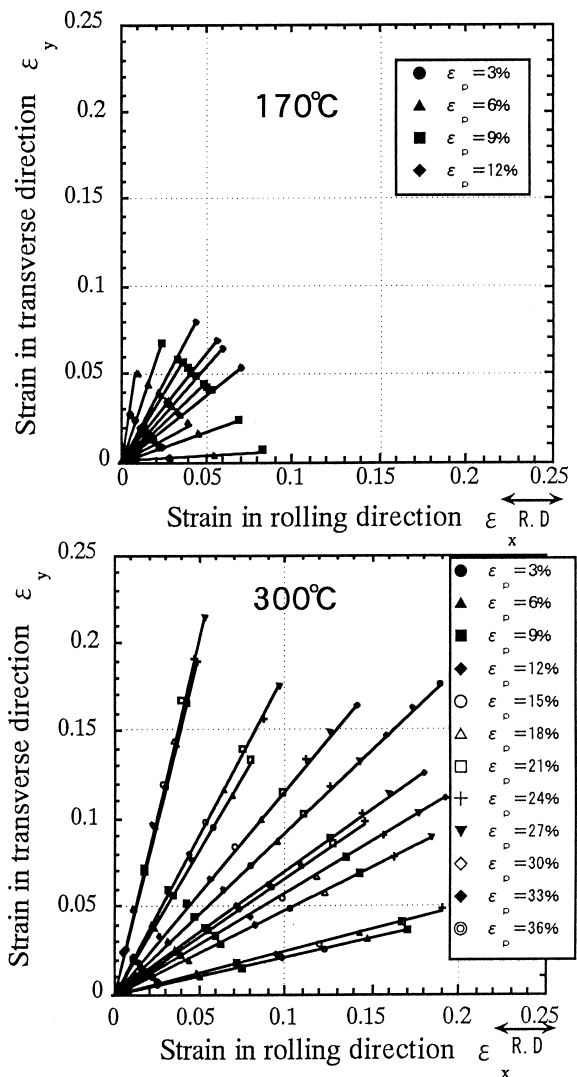 0.25
0.2
0.15
0.1
0.05
0
Strain in transverse direction ε y
170℃
ε p =3%
ε p =6%
ε p =9%
ε p =12%
0 0.05 0.1 0.15 0.2 0.25
Strain in rolling direction ε x R.D
0.25
0.2
0.15
0.1
0.05
0
Strain in transverse direction ε y
300℃
ε p =3%
ε p =6%
ε p =9%
ε p =12%
ε p =15%
ε p =18%
ε p =21%
ε p =24%
ε p =27%
ε p =30%
ε p =33%
ε p =36%
0 0.05 0.1 0.15 0.2 0.25
Strain in rolling direction ε x R.D